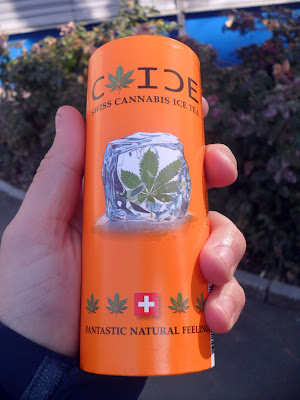 C ICE
SWISS CANNABIS ICE TEA
FANTASTIC NATURAL FEELING